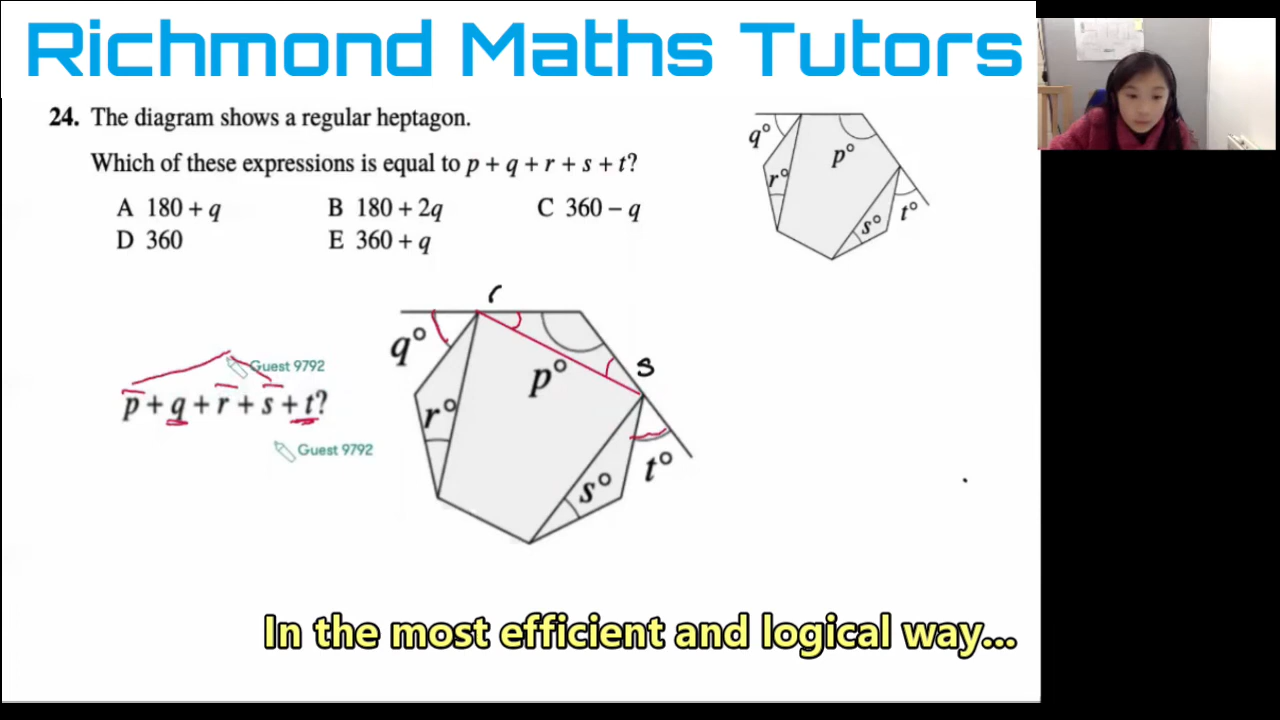 Richmond Maths Tutors
24. The diagram shows a regular heptagon.
Which of these expressions is equal to p + q + r + s + t?
A 180 + q B 180 + 2q C 360 − q
D 360 E 360 + q
q° p° r° s° t°
r
s
q° p° r° s° t°
Guest 9792
p + q + r + s + t?
Guest 9792
In the most efficient and logical way...